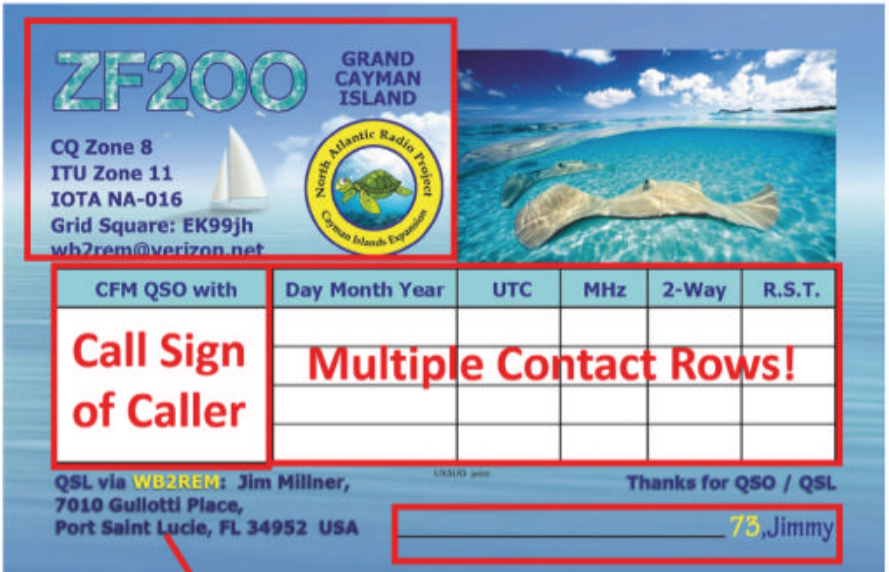 ZF2OO
GRAND
CAYMAN
ISLAND
CQ Zone 8
ITU Zone 11
IOTA NA-016
Grid Square: EK99jh
wb2rem@verizon.net
North Atlantic Radio Project
Cayman Islands Expansion
CFM QSO with Day Month Year UTC MHz 2-Way R.S.T.
Call Sign
of Caller
Multiple Contact Rows!
QSL via WB2REM: Jim Millner,
7010 Gullotti Place,
Port Saint Lucie, FL 34952 USA
Thanks for QSO / QSL
73,Jimmy